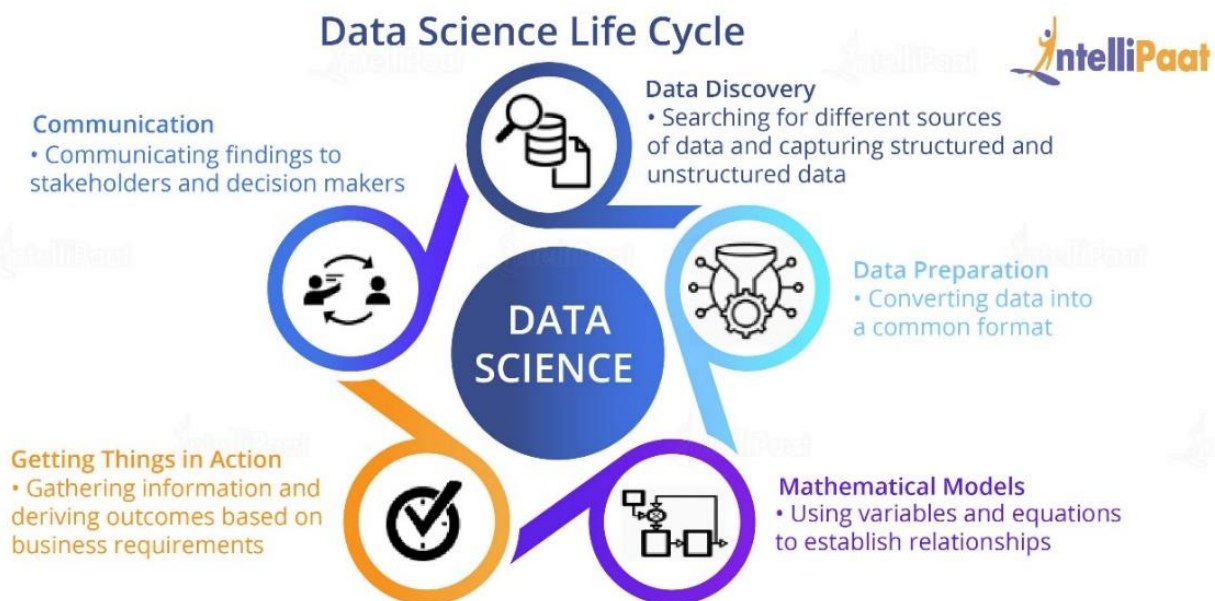 Data Science Life Cycle
IntelliPaat
Data Discovery
• Searching for different sources
of data and capturing structured and
unstructured data
Communication
• Communicating findings to
stakeholders and decision makers
Data Preparation
• Converting data into
a common format
DATA
SCIENCE
Getting Things in Action
• Gathering information and
deriving outcomes based on
business requirements
Mathematical Models
• Using variables and equations
to establish relationships